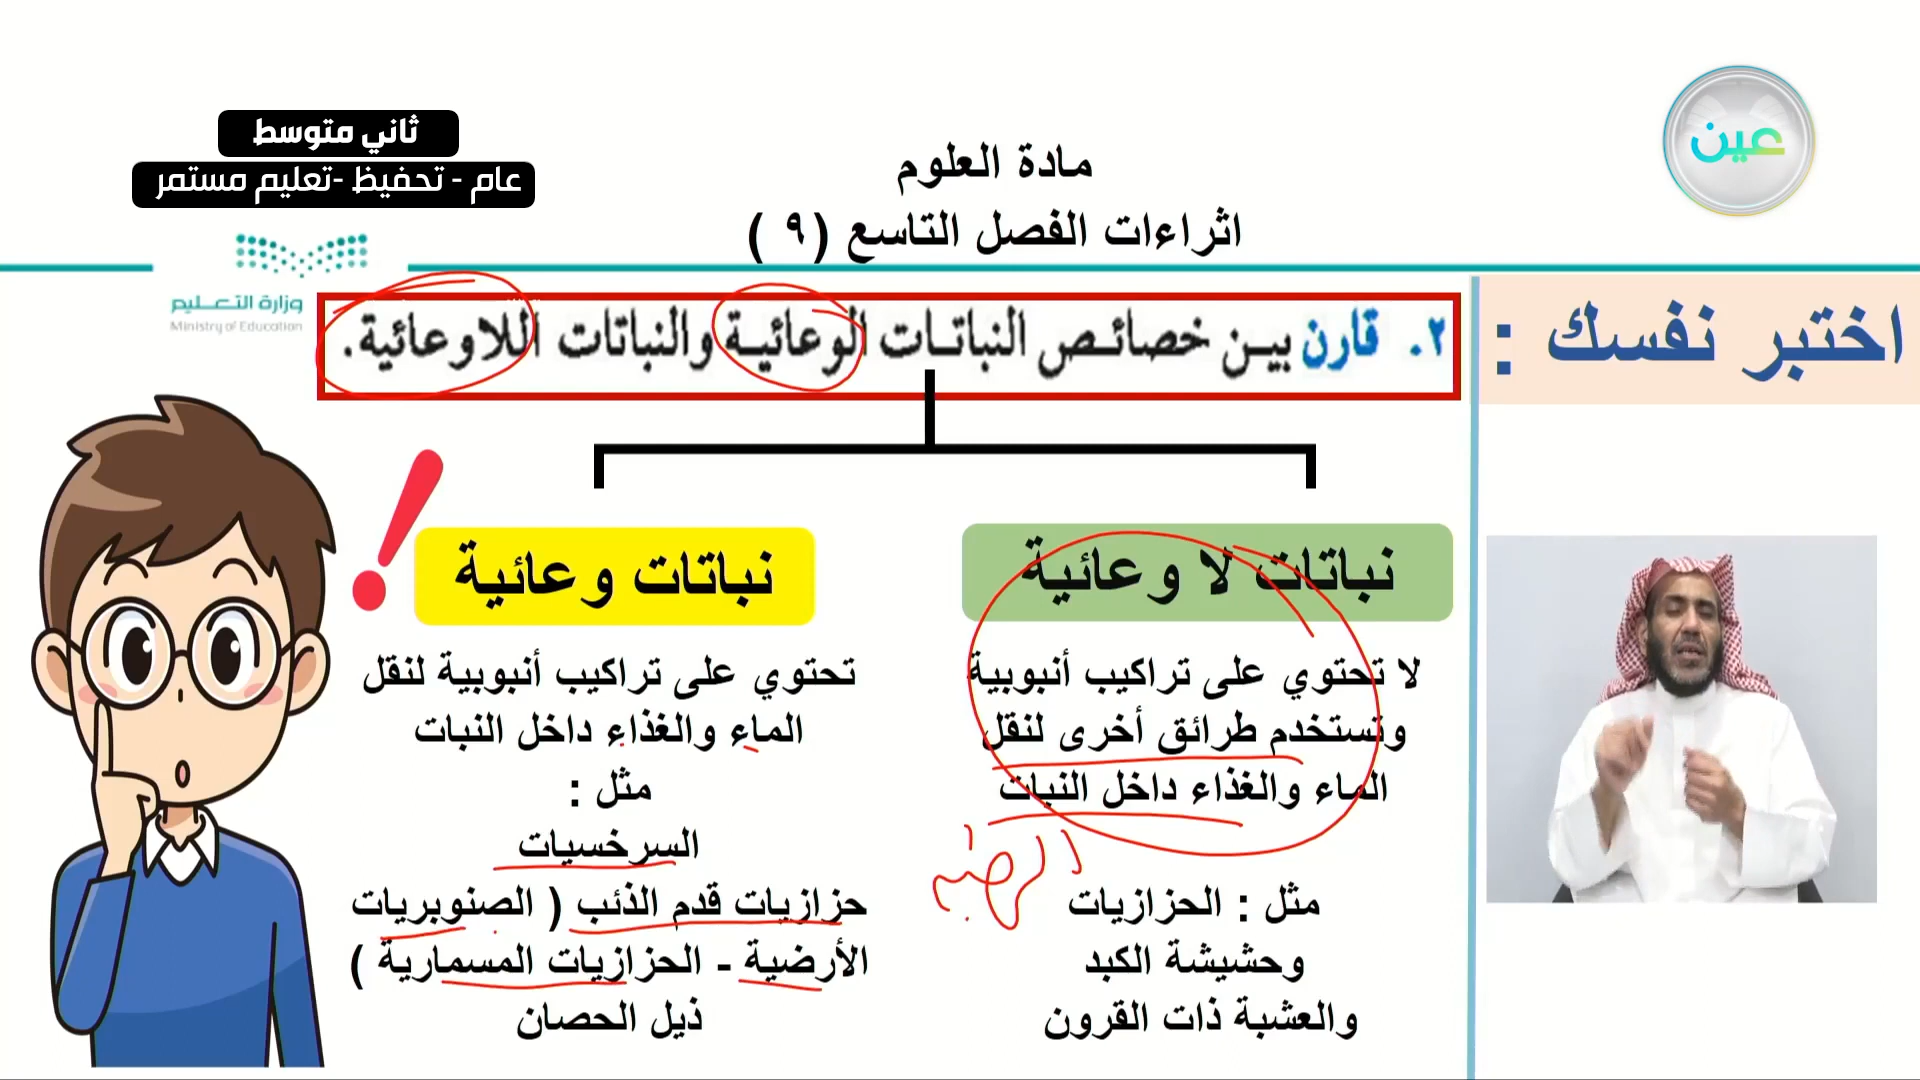 عين
ثاني متوسط
عام - تحفيظ -تعليم مستمر
مادة العلوم
اثراءات الفصل التاسع ( ٩ )
وزارة التعليم
Ministry of Education
اختبر نفسك :
٢. قارن بين خصائص النباتات الوعائية والنباتات اللاوعائية.
نباتات لا وعائية
لا تحتوي على تراكيب أنبوبية
وتستخدم طرائق أخرى لنقل
الماء والغذاء داخل النبات
مثل : الحزازيات
وحشيشة الكبد
والعشبة ذات القرون
نباتات وعائية
تحتوي على تراكيب أنبوبية لنقل
الماء والغذاء داخل النبات
مثل :
السرخسيات
حزازيات قدم الذئب ( الصنوبريات
الأرضية - الحزازيات المسمارية )
ذيل الحصان